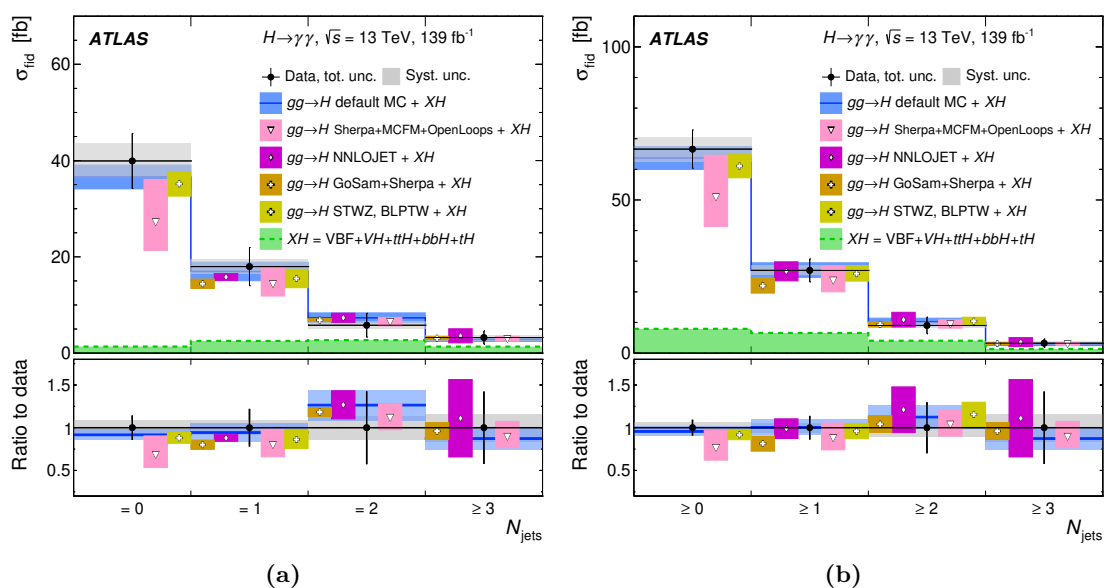 ATLAS
H→γγ, √s = 13 TeV, 139 fb⁻¹
Data, tot. unc. Syst. unc.
gg→H default MC + XH
gg→H Sherpa+MCFM+OpenLoops + XH
gg→H NNLOJET + XH
gg→H GoSam+Sherpa + XH
gg→H STWZ, BLPTW + XH
XH = VBF+VH+ttH+bbH+tH
σ_fid [fb]
60
40
20
0
Ratio to data
1.5
1
0.5
= 0 = 1 = 2 ≥ 3
N_jets
(a)
ATLAS
H→γγ, √s = 13 TeV, 139 fb⁻¹
Data, tot. unc. Syst. unc.
gg→H default MC + XH
gg→H Sherpa+MCFM+OpenLoops + XH
gg→H NNLOJET + XH
gg→H GoSam+Sherpa + XH
gg→H STWZ, BLPTW + XH
XH = VBF+VH+ttH+bbH+tH
σ_fid [fb]
100
50
0
Ratio to data
1.5
1
0.5
≥ 0 ≥ 1 ≥ 2 ≥ 3
N_jets
(b)